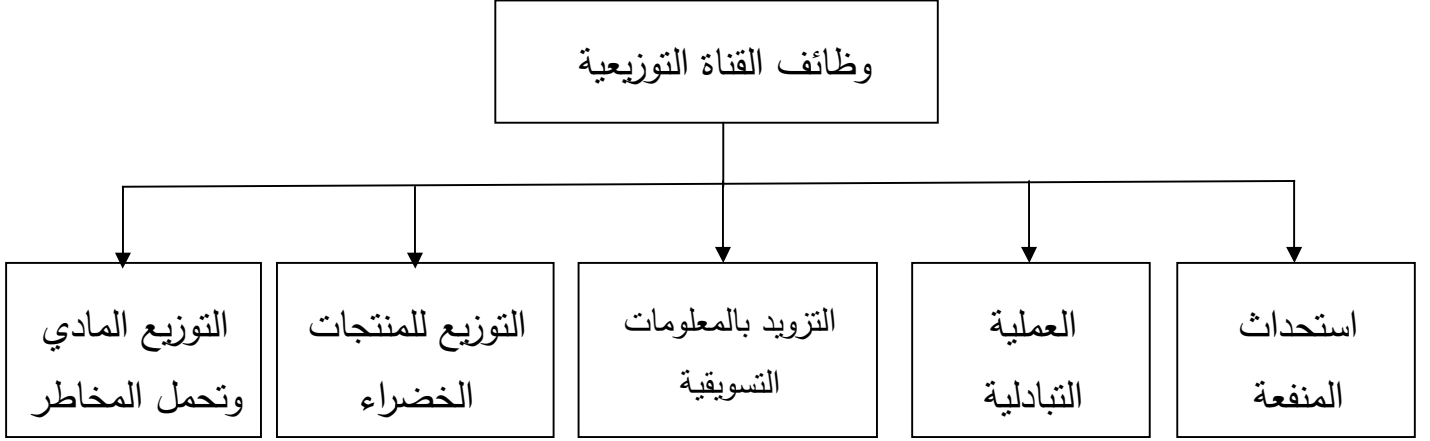 وظائف القناة التوزيعية
استحداث
المنفعة
العملية
التبادلية
التزويد بالمعلومات
التسويقية
التوزيع للمنتجات
الخضراء
التوزيع المادي
وتحمل المخاطر